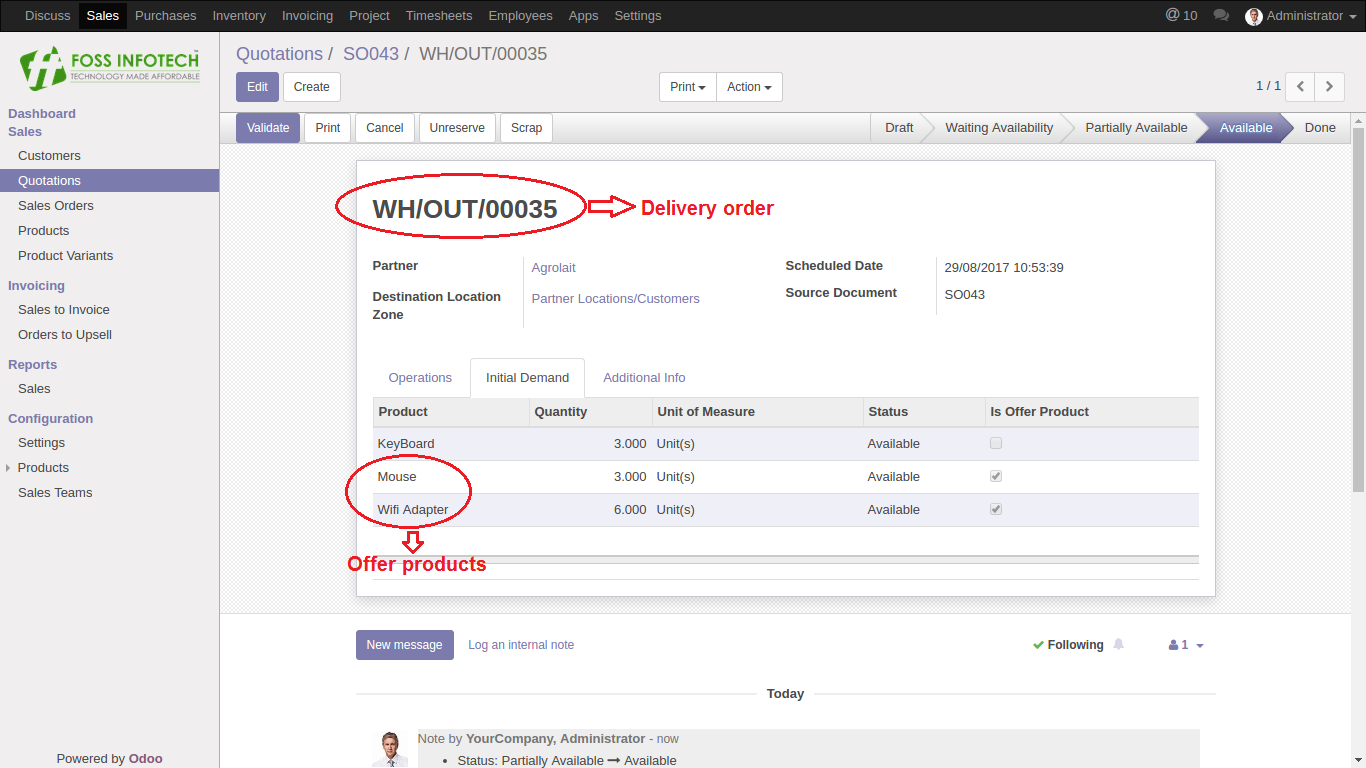 Discuss Sales Purchases Inventory Invoicing Project Timesheets Employees Apps Settings @ 10 Administrator
FOSS INFOTECH™
TECHNOLOGY MADE AFFORDABLE
Dashboard
Sales
Customers
Quotations
Sales Orders
Products
Product Variants
Invoicing
Sales to Invoice
Orders to Upsell
Reports
Sales
Configuration
Settings
Products
Sales Teams
Powered by Odoo
Quotations / SO043 / WH/OUT/00035
Edit Create Print Action 1 / 1
Validate Print Cancel Unreserve Scrap Draft Waiting Availability Partially Available Available Done
WH/OUT/00035 Delivery order
Partner Agrolait Scheduled Date 29/08/2017 10:53:39
Destination Location Zone Partner Locations/Customers Source Document SO043
Operations Initial Demand Additional Info
Product Quantity Unit of Measure Status Is Offer Product
KeyBoard 3.000 Unit(s) Available
Mouse 3.000 Unit(s) Available
Wifi Adapter 6.000 Unit(s) Available
Offer products
New message Log an internal note Following 1
Today
Note by YourCompany, Administrator - now
• Status: Partially Available ➞ Available